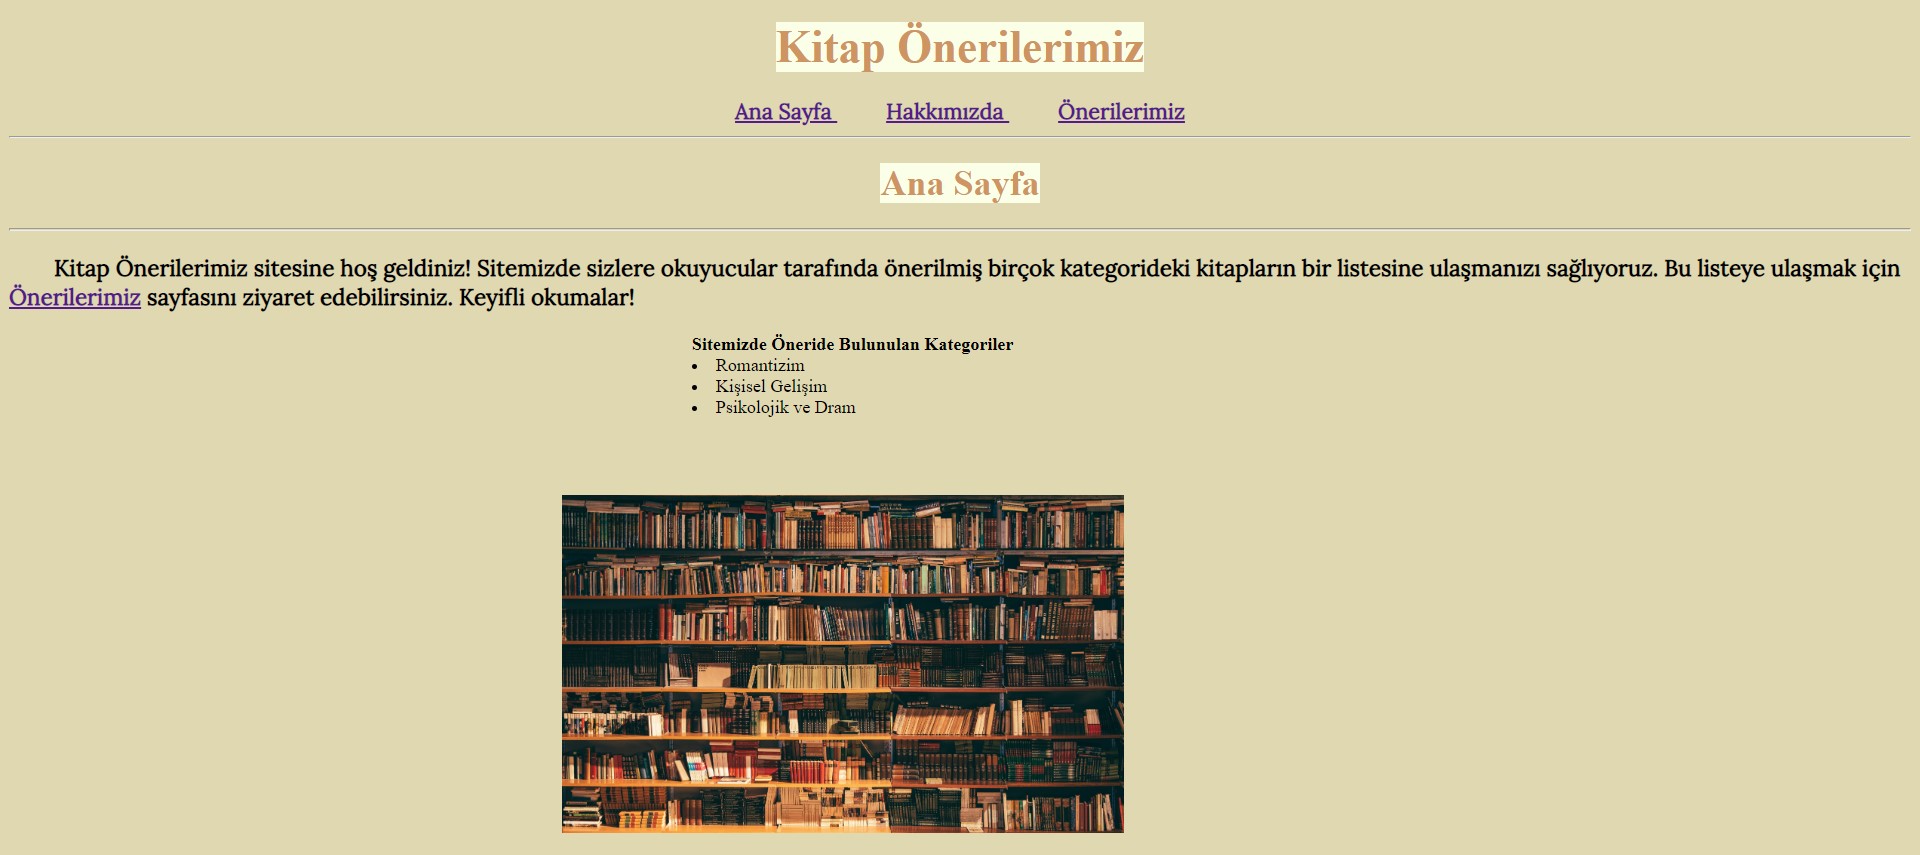 Kitap Önerilerimiz
Ana Sayfa Hakkımızda Önerilerimiz
Ana Sayfa
Kitap Önerilerimiz sitesine hoş geldiniz! Sitemizde sizlere okuyucular tarafında önerilmiş birçok kategorideki kitapların bir listesine ulaşmanızı sağlıyoruz. Bu listeye ulaşmak için
Önerilerimiz sayfasını ziyaret edebilirsiniz. Keyifli okumalar!
Sitemizde Öneride Bulunulan Kategoriler
• Romantizim
• Kişisel Gelişim
• Psikolojik ve Dram